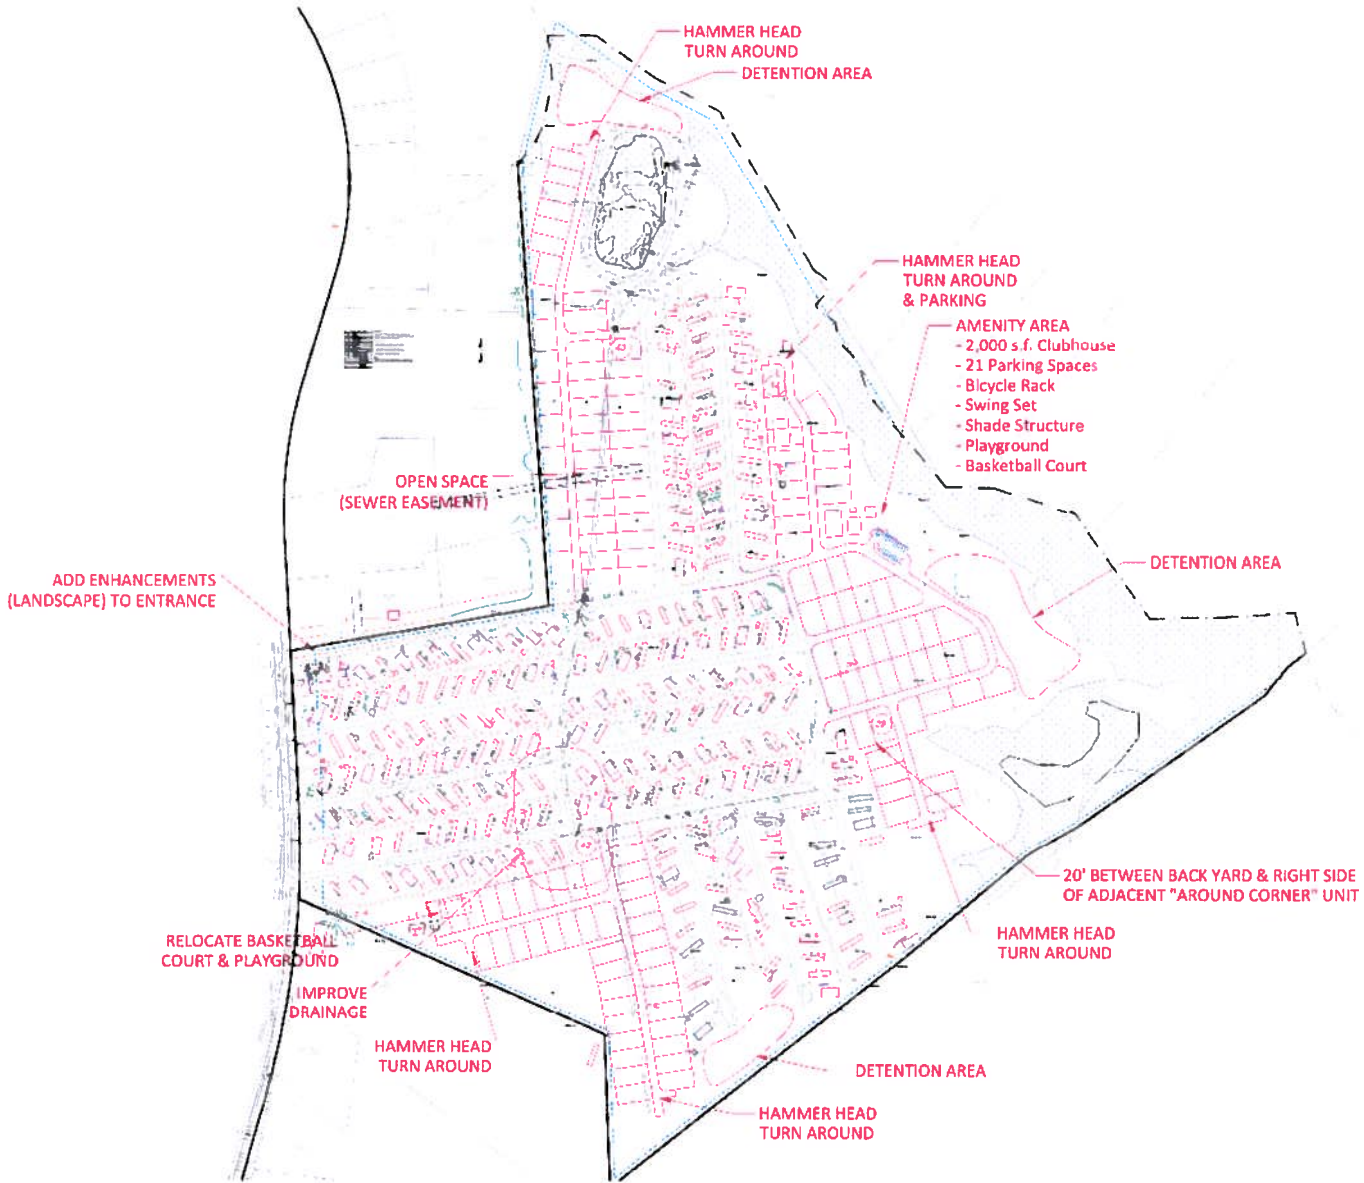 HAMMER HEAD
TURN AROUND
DETENTION AREA
HAMMER HEAD
TURN AROUND
& PARKING
AMENITY AREA
- 2,000 s.f. Clubhouse
- 21 Parking Spaces
- Bicycle Rack
- Swing Set
- Shade Structure
- Playground
- Basketball Court
OPEN SPACE
(SEWER EASEMENT)
DETENTION AREA
ADD ENHANCEMENTS
(LANDSCAPE) TO ENTRANCE
20' BETWEEN BACK YARD & RIGHT SIDE
OF ADJACENT "AROUND CORNER" UNIT
HAMMER HEAD
TURN AROUND
RELOCATE BASKETBALL
COURT & PLAYGROUND
IMPROVE
DRAINAGE
HAMMER HEAD
TURN AROUND
DETENTION AREA
HAMMER HEAD
TURN AROUND